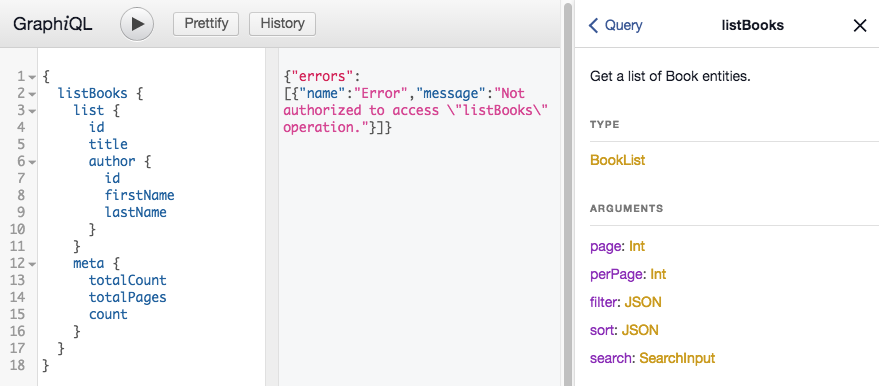 GraphiQL Prettify History
1 {
2 listBooks {
3 list {
4 id
5 title
6 author {
7 id
8 firstName
9 lastName
10 }
11 }
12 meta {
13 totalCount
14 totalPages
15 count
16 }
17 }
18 }
{"errors":
[{"name":"Error","message":"Not
authorized to access \"listBooks\"
operation."}]}
Query listBooks
Get a list of Book entities.
TYPE
BookList
ARGUMENTS
page: Int
perPage: Int
filter: JSON
sort: JSON
search: SearchInput